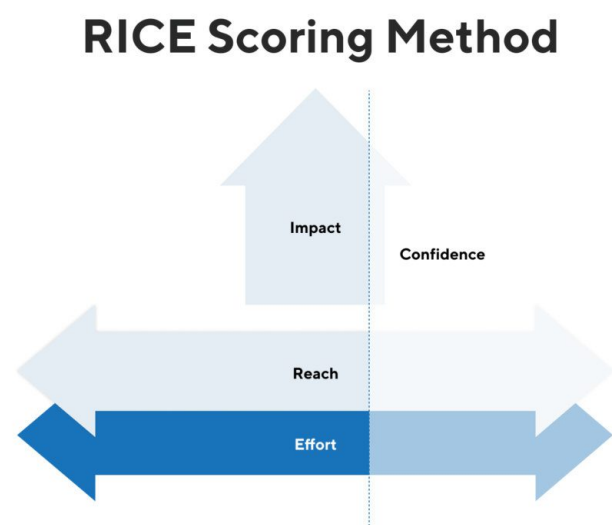 RICE Scoring Method
Impact
Confidence
Reach
Effort